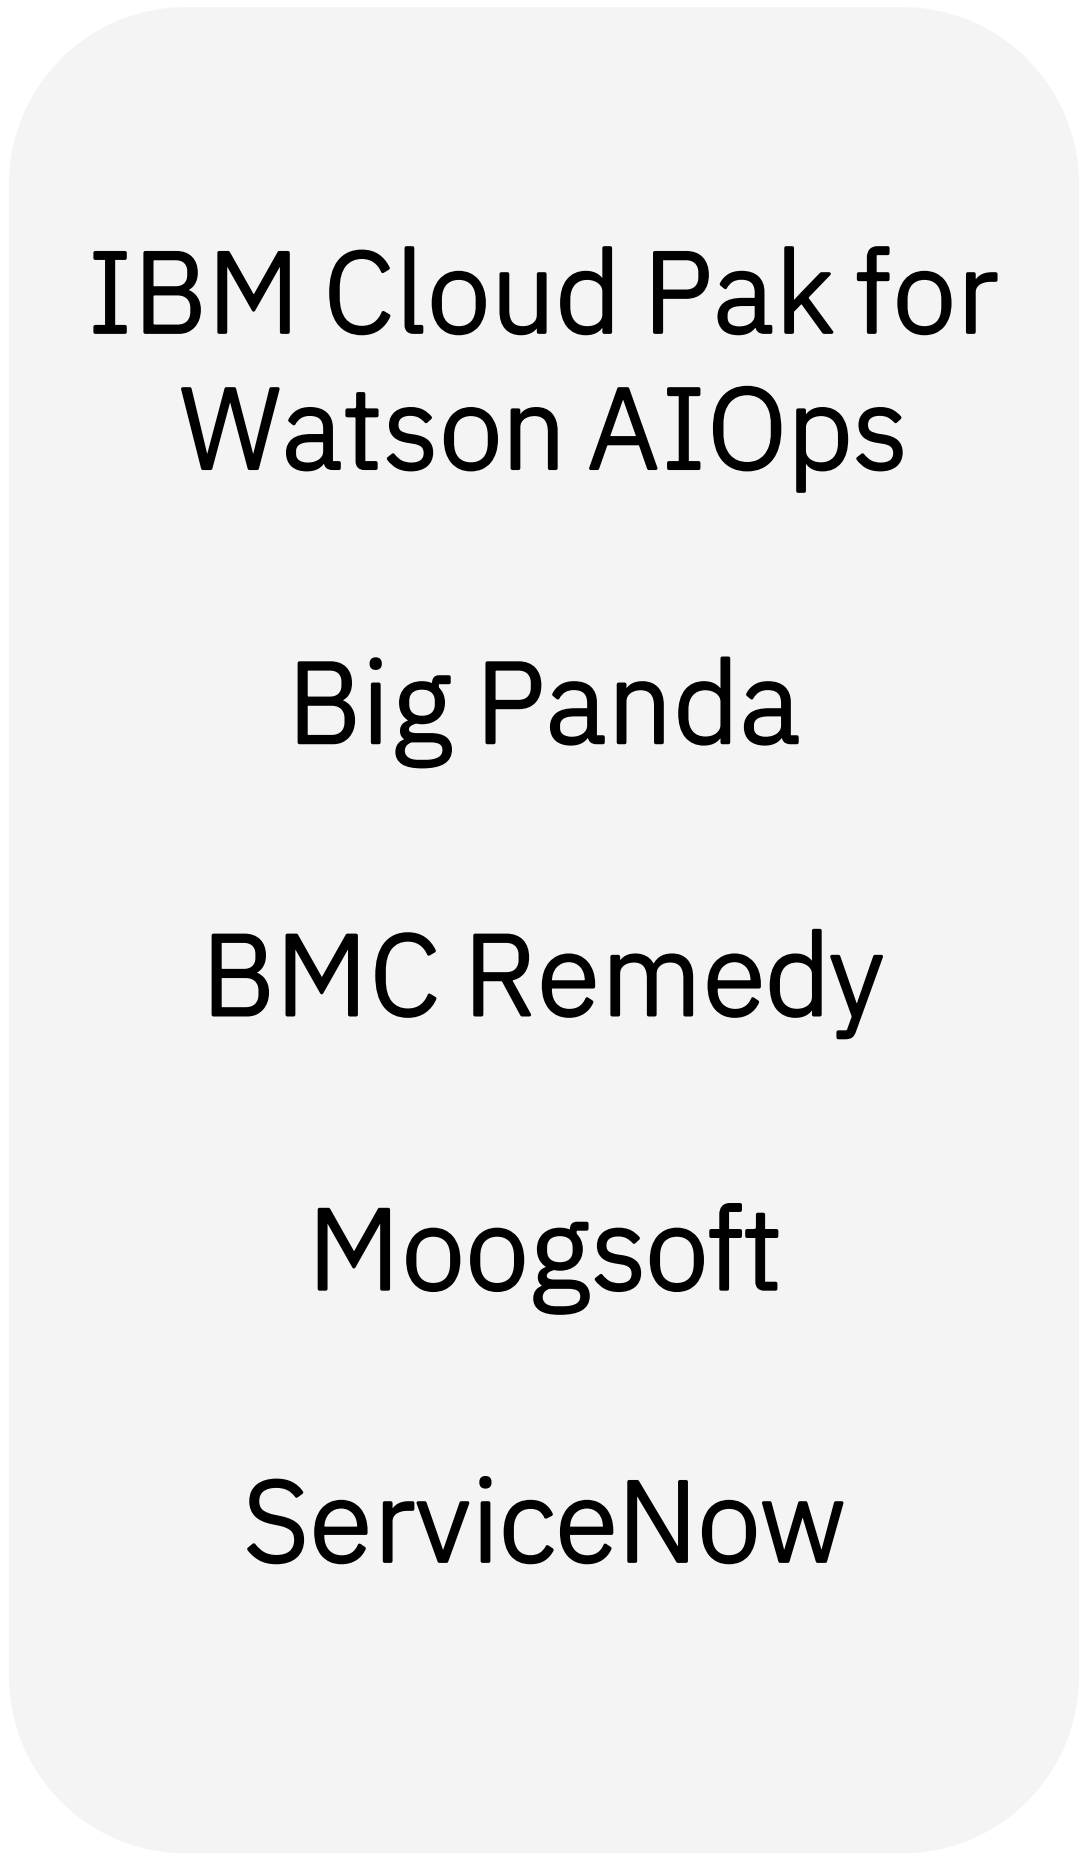 IBM Cloud Pak for
Watson AIOps
Big Panda
BMC Remedy
Moogsoft
ServiceNow